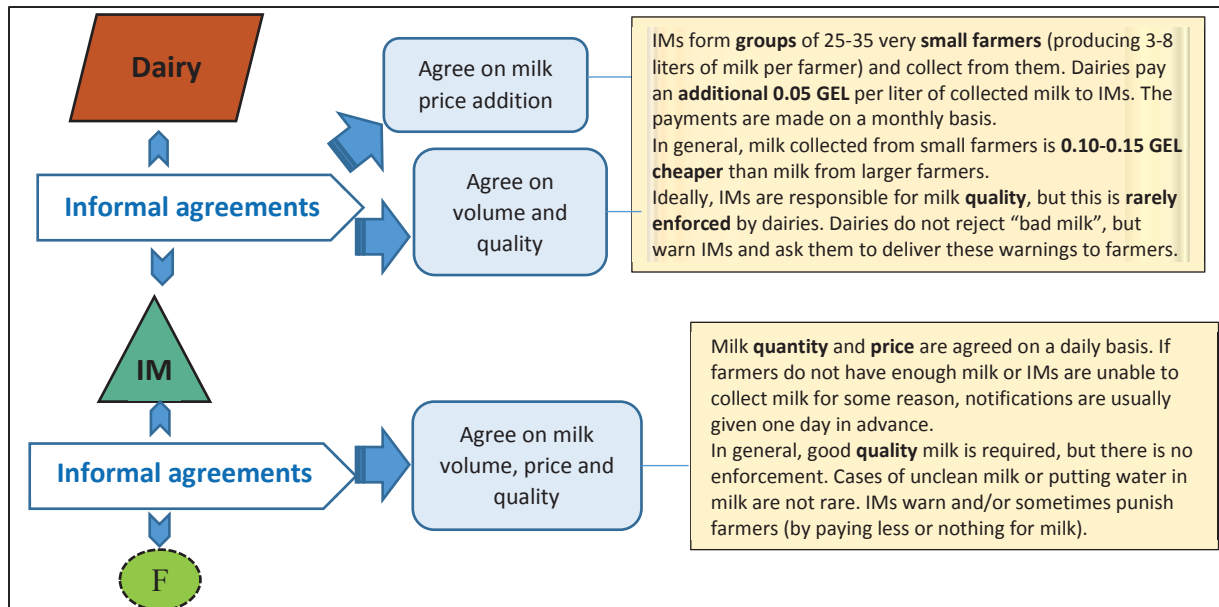 Dairy
Agree on milk
price addition
IMs form groups of 25-35 very small farmers (producing 3-8
liters of milk per farmer) and collect from them. Dairies pay
an additional 0.05 GEL per liter of collected milk to IMs. The
payments are made on a monthly basis.
In general, milk collected from small farmers is 0.10-0.15 GEL
cheaper than milk from larger farmers.
Ideally, IMs are responsible for milk quality, but this is rarely
enforced by dairies. Dairies do not reject “bad milk”, but
warn IMs and ask them to deliver these warnings to farmers.
Informal agreements
Agree on
volume and
quality
IM
Milk quantity and price are agreed on a daily basis. If
farmers do not have enough milk or IMs are unable to
collect milk for some reason, notifications are usually
given one day in advance.
In general, good quality milk is required, but there is no
enforcement. Cases of unclean milk or putting water in
milk are not rare. IMs warn and/or sometimes punish
farmers (by paying less or nothing for milk).
Informal agreements
Agree on milk
volume, price and
quality
F